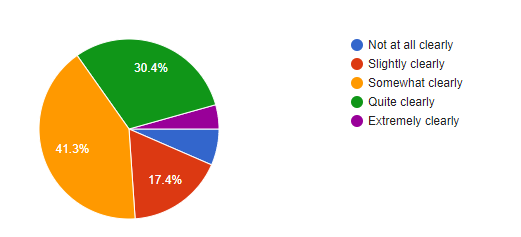 30.4%
41.3%
17.4%
Not at all clearly
Slightly clearly
Somewhat clearly
Quite clearly
Extremely clearly